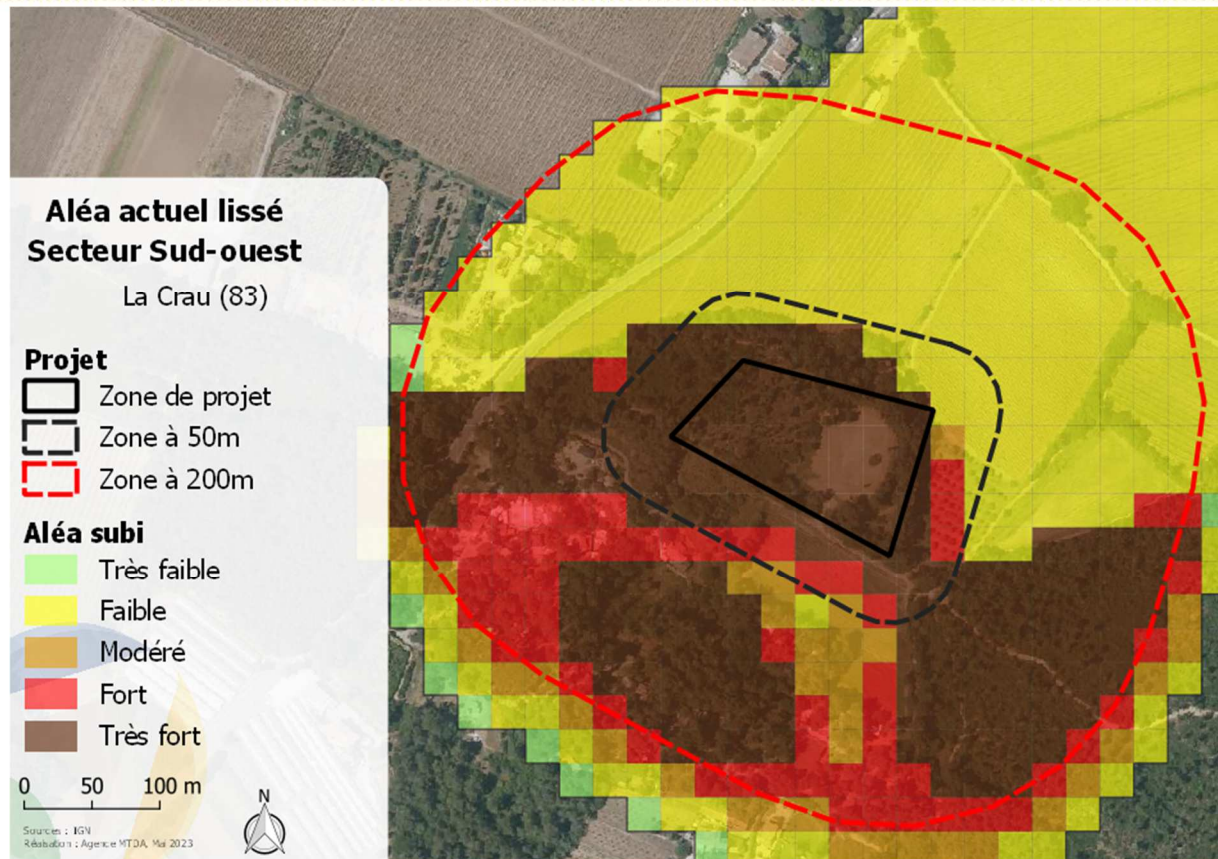 Aléa actuel lissé
Secteur Sud-ouest
La Crau (83)
Projet
Zone de projet
Zone à 50m
Zone à 200m
Aléa subi
Très faible
Faible
Modéré
Fort
Très fort
0 50 100 m
N
Sources : IGN
Réalisation : Agence MTDA, Mai 2023